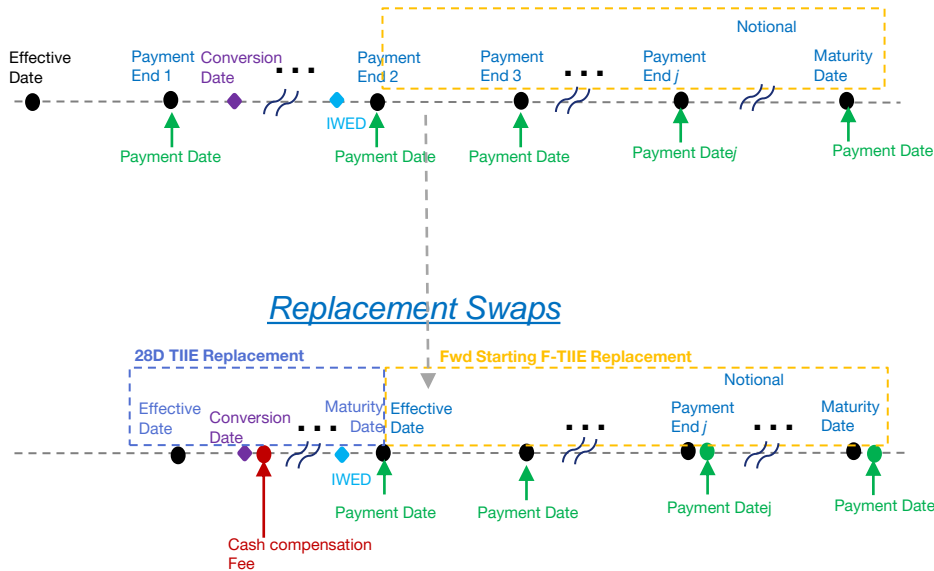 Notional
Effective
Date
Payment
End 1
Conversion
Date
...
Payment
End 2
Payment
End 3
...
Payment
End j
Maturity
Date
IWED
Payment Date
Payment Date
Payment Date
Payment Datej
Payment Date
Replacement Swaps
28D TIIE Replacement
Fwd Starting F-TIIE Replacement
Notional
Effective
Date
Conversion
Date
...
Maturity
Date
Effective
Date
...
Payment
End j
...
Maturity
Date
IWED
Payment Date
Payment Date
Payment Datej
Payment Date
Cash compensation
Fee